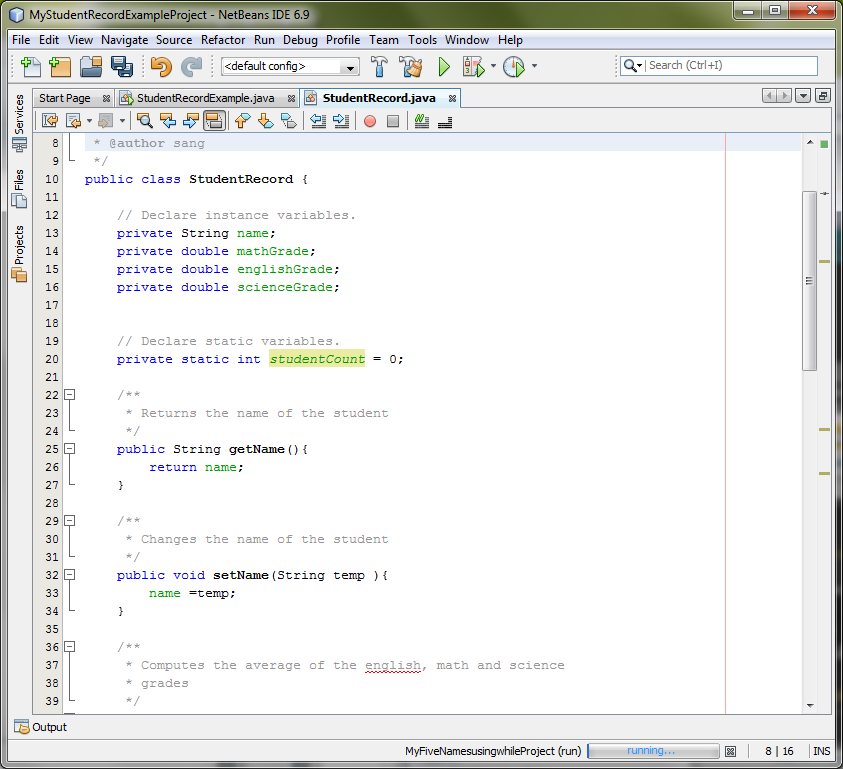 MyStudentRecordExampleProject - NetBeans IDE 6.9
File Edit View Navigate Source Refactor Run Debug Profile Team Tools Window Help
<default config>
Search (Ctrl+I)
Start Page StudentRecordExample.java StudentRecord.java
Services
Files
Projects
8 * @author sang
9 */
10 public class StudentRecord {
11
12 // Declare instance variables.
13 private String name;
14 private double mathGrade;
15 private double englishGrade;
16 private double scienceGrade;
17
18
19 // Declare static variables.
20 private static int studentCount = 0;
21
22 /**
23 * Returns the name of the student
24 */
25 public String getName(){
26 return name;
27 }
28
29 /**
30 * Changes the name of the student
31 */
32 public void setName(String temp ){
33 name =temp;
34 }
35
36 /**
37 * Computes the average of the english, math and science
38 * grades
39 */
Output
MyFiveNamesusingwhileProject (run) running... 8 | 16 INS